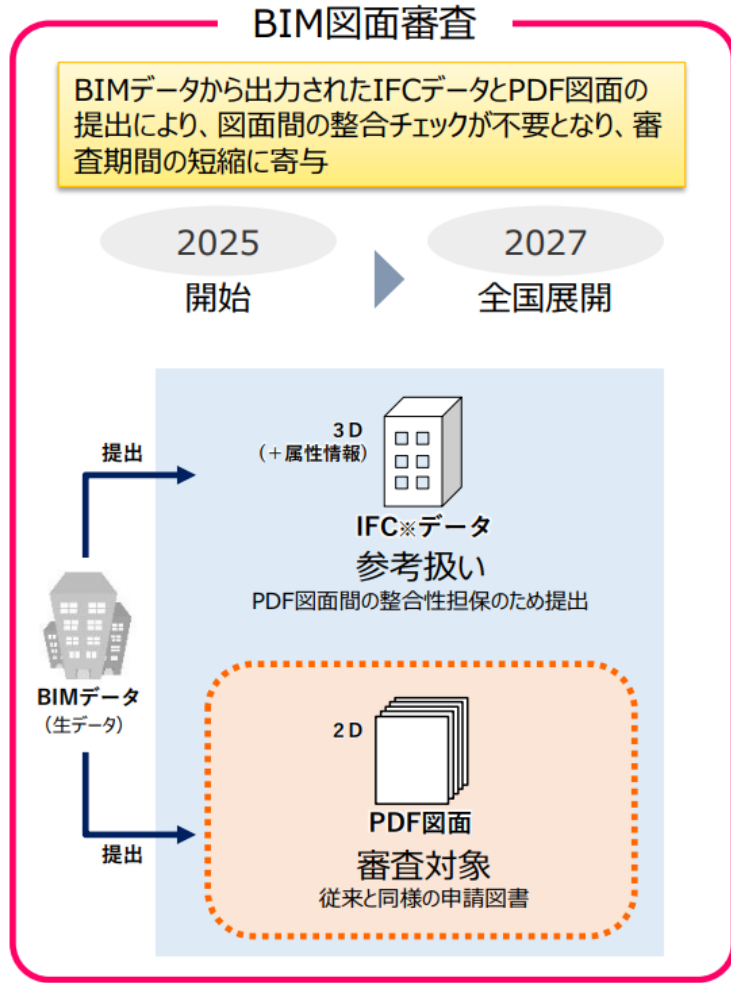 BIM図面審査
BIMデータから出力されたIFCデータとPDF図面の
提出により、図面間の整合チェックが不要となり、審
査期間の短縮に寄与
2025
開始
2027
全国展開
提出
3D
(+属性情報)
IFC※データ
参考扱い
PDF図面間の整合性担保のため提出
BIMデータ
(生データ)
2D
PDF図面
審査対象
従来と同様の申請図書
提出